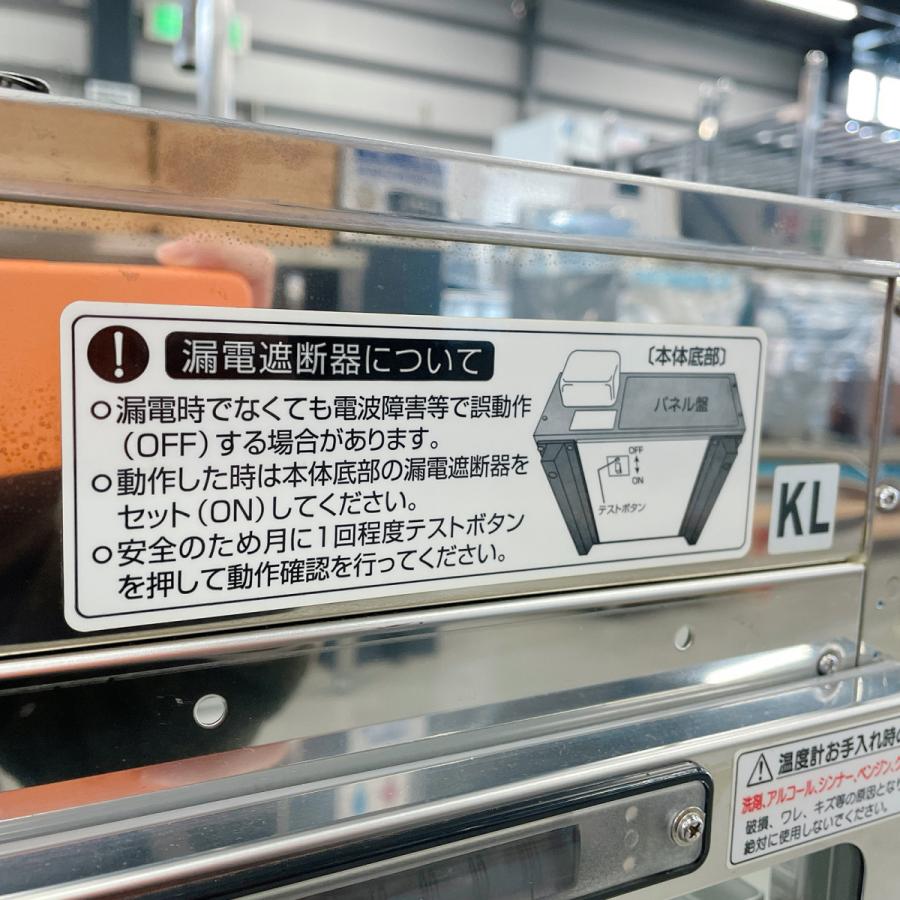 漏電遮断器について
○漏電時でなくても電波障害等で誤動作
（OFF）する場合があります。
○動作した時は本体底部の漏電遮断器を
セット（ON）してください。
○安全のため月に1回程度テストボタン
を押して動作確認を行ってください。
〔本体底部〕
パネル盤
OFF
ON
テストボタン
KL
温度計お手入れ時の
洗剤、アルコール、シンナー、ベンジン、ク
破損、ワレ、キズ等の原因とな
絶対に使用しないでください。